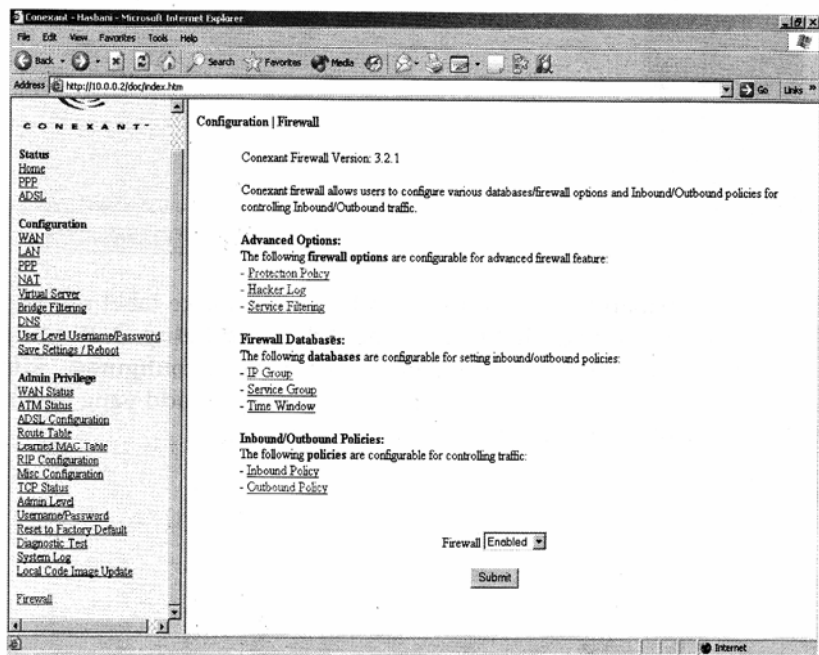 Conexant - Hasbani - Microsoft Internet Explorer
File Edit View Favorites Tools Help
Back Search Favorites Media
Address http://10.0.0.2/doc/index.htm Go Links »
CONEXANT™
Status
Home
PPP
ADSL
Configuration
WAN
LAN
PPP
NAT
Virtual Server
Bridge Filtering
DNS
User Level Username/Password
Save Settings / Reboot
Admin Privilege
WAN Status
ATM Status
ADSL Configuration
Route Table
Learned MAC Table
RIP Configuration
Misc Configuration
TCP Status
Admin Level
Username/Password
Reset to Factory Default
Diagnostic Test
System Log
Local Code Image Update
Firewall
Configuration | Firewall
Conexant Firewall Version: 3.2.1
Conexant firewall allows users to configure various databases/firewall options and Inbound/Outbound policies for
controlling Inbound/Outbound traffic.
Advanced Options:
The following firewall options are configurable for advanced firewall feature:
- Protection Policy
- Hacker Log
- Service Filtering
Firewall Databases:
The following databases are configurable for setting inbound/outbound policies:
- IP Group
- Service Group
- Time Window
Inbound/Outbound Policies:
The following policies are configurable for controlling traffic:
- Inbound Policy
- Outbound Policy
Firewall Enabled
Submit
Internet